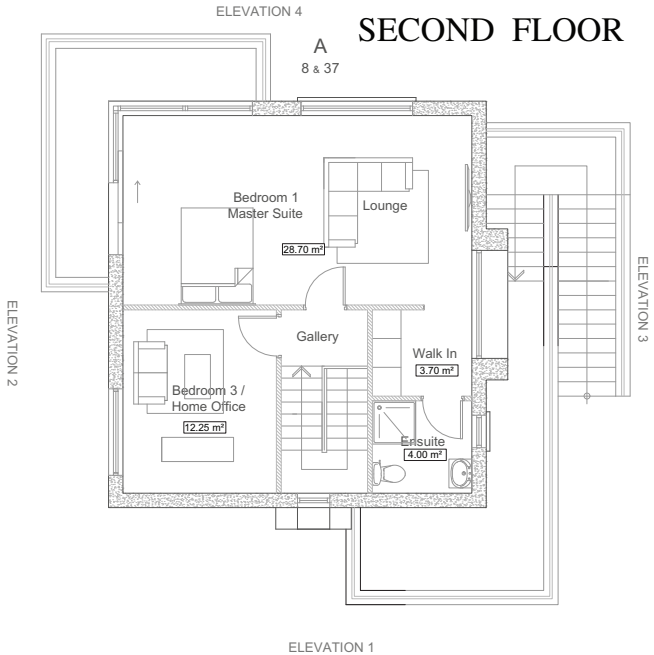 ELEVATION 4
SECOND FLOOR
A
8 & 37
Bedroom 1
Master Suite
Lounge
28.70 m²
ELEVATION 3
ELEVATION 2
Gallery
Walk In
3.70 m²
Bedroom 3 /
Home Office
12.25 m²
Ensuite
4.00 m²
ELEVATION 1